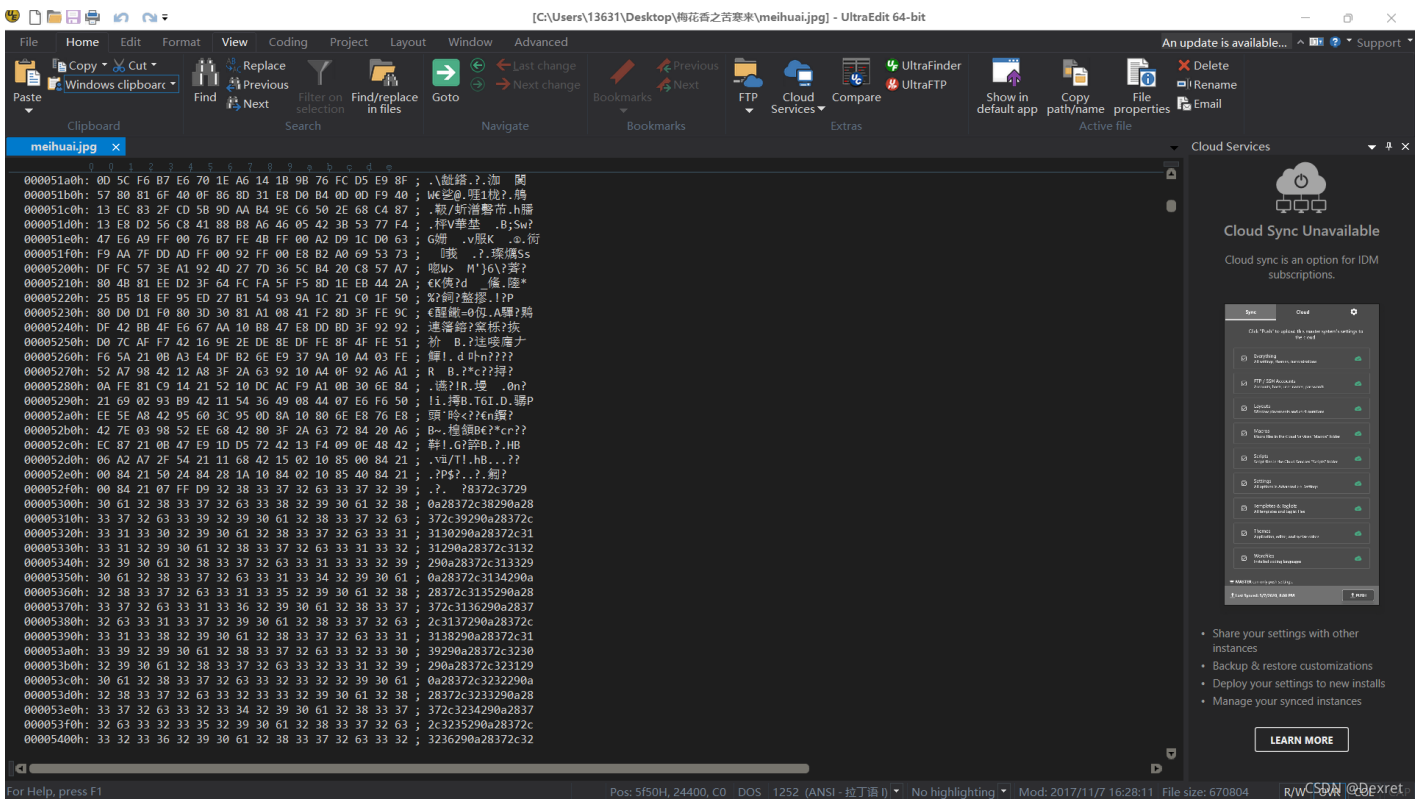 [C:\Users\13631\Desktop\梅花香之苦寒来\meihuai.jpg] - UltraEdit 64-bit
File Home Edit Format View Coding Project Layout Window Advanced An update is available... Support
Copy Cut Replace Last change Previous UltraFinder Delete
Windows clipboarc Previous Next change Next UltraFTP Rename
Paste Find Next Filter on selection Find/replace in files Goto Bookmarks FTP Cloud Services Compare Show in default app Copy path/name File properties Email
Clipboard Search Navigate Bookmarks Extras Active file
meihuai.jpg Cloud Services
0 0 1 2 3 4 5 6 7 8 9 a b c d e
000051a0h: 0D 5C F6 B7 E6 70 1E A6 14 1B 9B 76 FC D5 E9 8F ;
000051b0h: 57 80 81 6F 40 0F 86 8D 31 E8 D0 B4 0D 0D F9 40 ;
000051c0h: 13 EC 83 2F CD 5B 9D AA B4 9E C6 50 2E 68 C4 87 ;
000051d0h: 13 E8 D2 56 C8 41 88 B8 A6 46 05 42 3B 53 77 F4 ;
000051e0h: 47 E6 A9 FF 00 76 B7 FE 4B FF 00 A2 D9 1C D0 63 ;
000051f0h: F9 AA 7F DD AD FF 00 92 FF 00 E8 B2 A0 69 53 73 ;
00005200h: DF FC 57 3E A1 92 4D 27 7D 36 5C B4 20 C8 57 A7 ;
00005210h: 80 4B 81 EE D2 3F 64 FC FA 5F F5 8D 1E EB 44 2A ;
00005220h: 25 B5 18 EF 95 ED 27 B1 54 93 9A 1C 21 C0 1F 50 ;
00005230h: 80 D0 D1 F0 80 3D 30 81 A1 08 41 F2 8D 3F FE 9C ;
00005240h: DF 42 BB 4F E6 67 AA 10 B8 47 E8 DD BD 3F 92 92 ;
00005250h: D0 7C AF F7 42 16 9E 2E DE 8E DF FE 8F 4F FE 51 ;
00005260h: F6 5A 21 0B A3 E4 DF B2 6E E9 37 9A 10 A4 03 FE ;
00005270h: 52 A7 98 42 12 A8 3F 2A 63 92 10 A4 0F 92 A6 A1 ;
00005280h: 0A FE 81 C9 14 21 52 10 DC AC F9 A1 0B 30 6E 84 ;
00005290h: 21 69 02 93 B9 42 11 54 36 49 08 44 07 E6 F6 50 ;
000052a0h: EE 5E A8 42 95 60 3C 95 0D 8A 10 80 6E E8 76 E8 ;
000052b0h: 42 7E 03 98 52 EE 68 42 80 3F 2A 63 72 84 20 A6 ;
000052c0h: EC 87 21 0B 47 E9 1D D5 72 42 13 F4 09 0E 48 42 ;
000052d0h: 06 A2 A7 2F 54 21 11 68 42 15 02 10 85 00 84 21 ;
000052e0h: 00 84 21 50 24 84 28 1A 10 84 02 10 85 40 84 21 ;
000052f0h: 00 84 21 07 FF D9 32 38 33 37 32 63 33 37 32 39 ; .?. ?8372c3729
00005300h: 30 61 32 38 33 37 32 63 33 38 32 39 30 61 32 38 ; 0a28372c38290a28
00005310h: 33 37 32 63 33 39 32 39 30 61 32 38 33 37 32 63 ; 372c39290a28372c
00005320h: 33 31 33 30 32 39 30 61 32 38 33 37 32 63 33 31 ; 3130290a28372c31
00005330h: 33 31 32 39 30 61 32 38 33 37 32 63 33 31 33 32 ; 31290a28372c3132
00005340h: 32 39 30 61 32 38 33 37 32 63 33 31 33 33 32 39 ; 290a28372c313329
00005350h: 30 61 32 38 33 37 32 63 33 31 33 34 32 39 30 61 ; 0a28372c3134290a
00005360h: 32 38 33 37 32 63 33 31 33 35 32 39 30 61 32 38 ; 28372c3135290a28
00005370h: 33 37 32 63 33 31 33 36 32 39 30 61 32 38 33 37 ; 372c3136290a2837
00005380h: 32 63 33 31 33 37 32 39 30 61 32 38 33 37 32 63 ; 2c3137290a28372c
00005390h: 33 31 33 38 32 39 30 61 32 38 33 37 32 63 33 31 ; 3138290a28372c31
000053a0h: 33 39 32 39 30 61 32 38 33 37 32 63 33 32 33 30 ; 39290a28372c3230
000053b0h: 32 39 30 61 32 38 33 37 32 63 33 32 33 31 32 39 ; 290a28372c323129
000053c0h: 30 61 32 38 33 37 32 63 33 32 33 32 32 39 30 61 ; 0a28372c3232290a
000053d0h: 32 38 33 37 32 63 33 32 33 33 32 39 30 61 32 38 ; 28372c3233290a28
000053e0h: 33 37 32 63 33 32 33 34 32 39 30 61 32 38 33 37 ; 372c3234290a2837
000053f0h: 32 63 33 32 33 35 32 39 30 61 32 38 33 37 32 63 ; 2c3235290a28372c
00005400h: 33 32 33 36 32 39 30 61 32 38 33 37 32 63 33 32 ; 3236290a28372c32
Cloud Sync Unavailable
Cloud sync is an option for IDM
subscriptions.
Sync Cloud
Everything
FTP / SSH Accounts
Layouts
Macros
Scripts
Settings
Templates & Taglists
Themes
Wordfiles
• Share your settings with other
instances
• Backup & restore customizations
• Deploy your settings to new installs
• Manage your synced instances
LEARN MORE
For Help, press F1 Pos: 5f50H, 24400, C0 DOS 1252 (ANSI - 拉丁语 I) No highlighting Mod: 2017/11/7 16:28:11 File size: 670804 R/W OVR COL
CSDN @Dexret